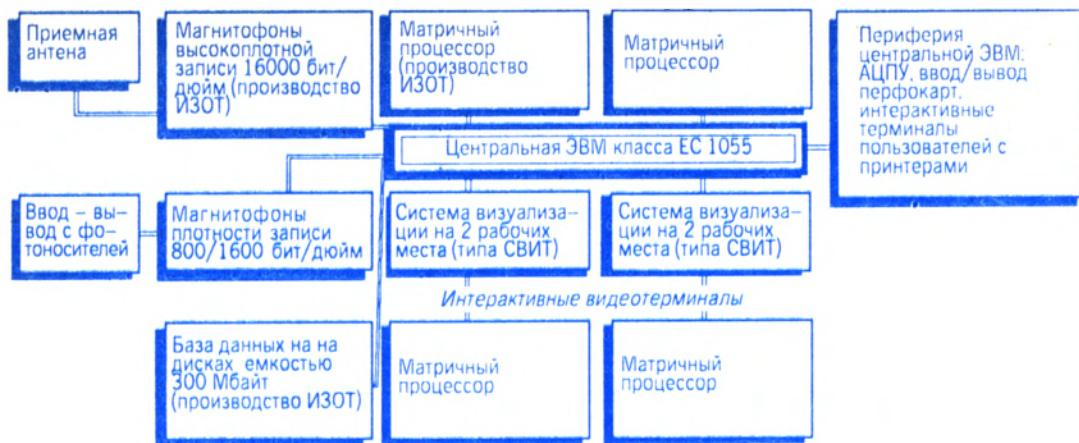 Приемная
антена
Магнитофоны
высокоплотной
записи 16000 бит/
дюйм (производство
ИЗОТ)
Матричный
процессор
(производство
ИЗОТ)
Матричный
процессор
Периферия
центральной ЭВМ:
АЦПУ, ввод/вывод
перфокарт,
интерактивные
терминалы
пользователей с
принтерами
Центральная ЭВМ класса ЕС 1055
Ввод – вы-
вод с фо-
тоносителей
Магнитофоны
плотности записи
800/1600 бит/дюйм
Система визуализа-
ции на 2 рабочих
места (типа СВИТ)
Система визуализа-
ции на 2 рабочих
места (типа СВИТ)
Интерактивные видеотерминалы
База данных на на
дисках емкостью
300 Мбайт
(производство ИЗОТ)
Матричный
процессор
Матричный
процессор